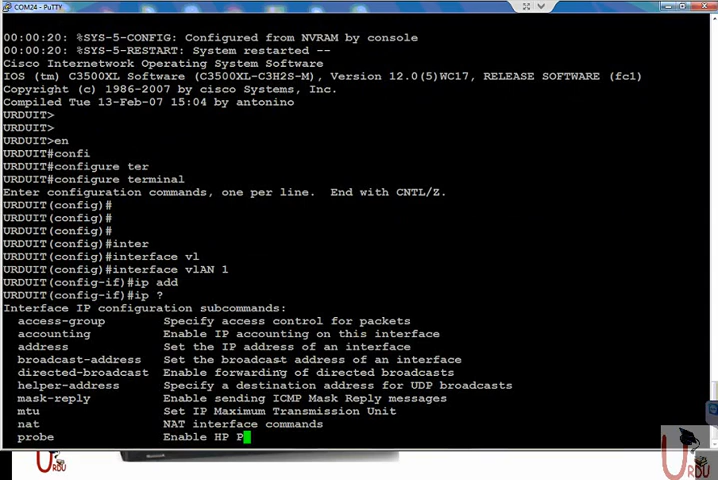 COM24 - PuTTY
00:00:20: %SYS-5-CONFIG: Configured from NVRAM by console
00:00:20: %SYS-5-RESTART: System restarted --
Cisco Internetwork Operating System Software
IOS (tm) C3500XL Software (C3500XL-C3H2S-M), Version 12.0(5)WC17, RELEASE SOFTWARE (fc1)
Copyright (c) 1986-2007 by cisco Systems, Inc.
Compiled Tue 13-Feb-07 15:04 by antonino
URDUIT>
URDUIT>
URDUIT>en
URDUIT#confi
URDUIT#configure ter
URDUIT#configure terminal
Enter configuration commands, one per line.  End with CNTL/Z.
URDUIT(config)#
URDUIT(config)#
URDUIT(config)#
URDUIT(config)#inter
URDUIT(config)#interface vl
URDUIT(config)#interface vlAN 1
URDUIT(config-if)#ip add
URDUIT(config-if)#ip ?
Interface IP configuration subcommands:
access-group Specify access control for packets
accounting Enable IP accounting on this interface
address Set the IP address of an interface
broadcast-address Set the broadcast address of an interface
directed-broadcast Enable forwarding of directed broadcasts
helper-address Specify a destination address for UDP broadcasts
mask-reply Enable sending ICMP Mask Reply messages
mtu Set IP Maximum Transmission Unit
nat NAT interface commands
probe Enable HP P
URDU
URDU